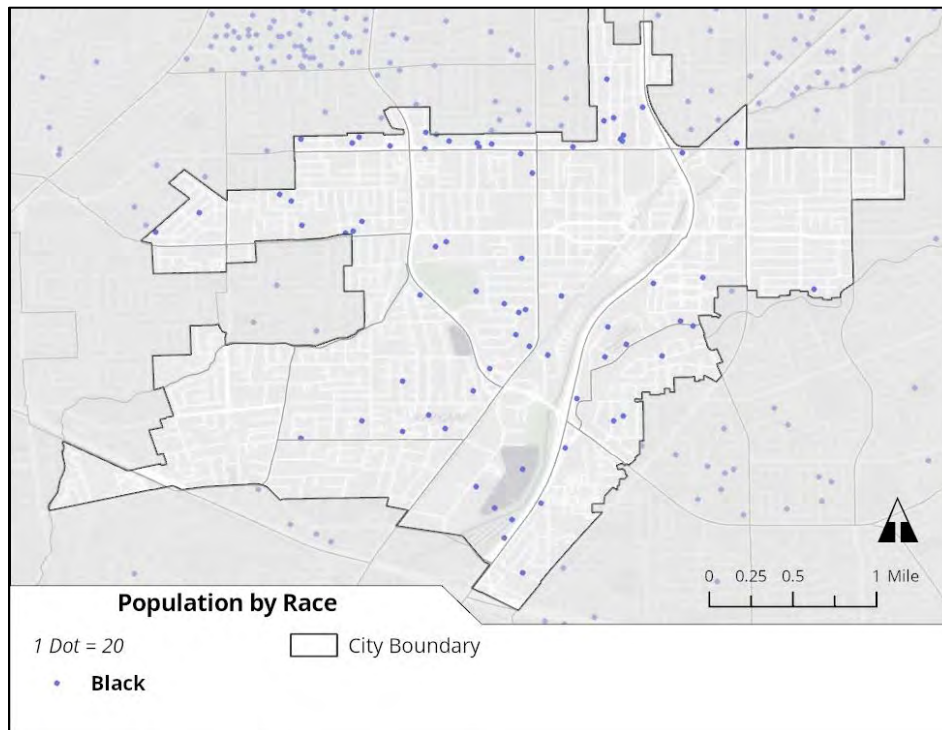 0 0.25 0.5 1 Mile
Population by Race
1 Dot = 20
City Boundary
Black